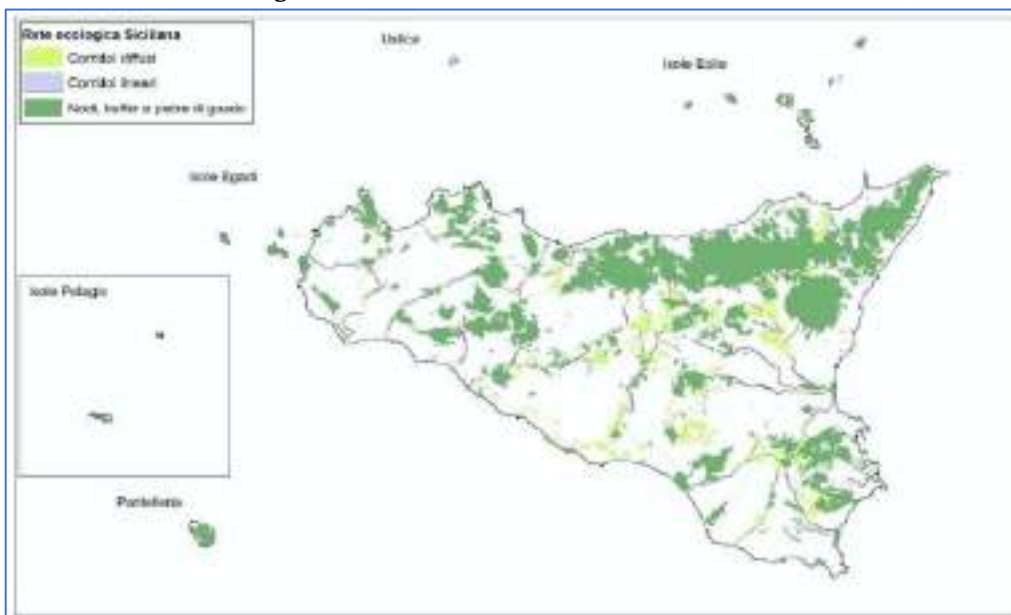 Rete ecologica Siciliana
Corridoi diffusi
Corridoi lineari
Nodi, buffer e pietre di guado
Ustica
Isole Eolie
Isole Egadi
Isole Pelagie
Pantelleria